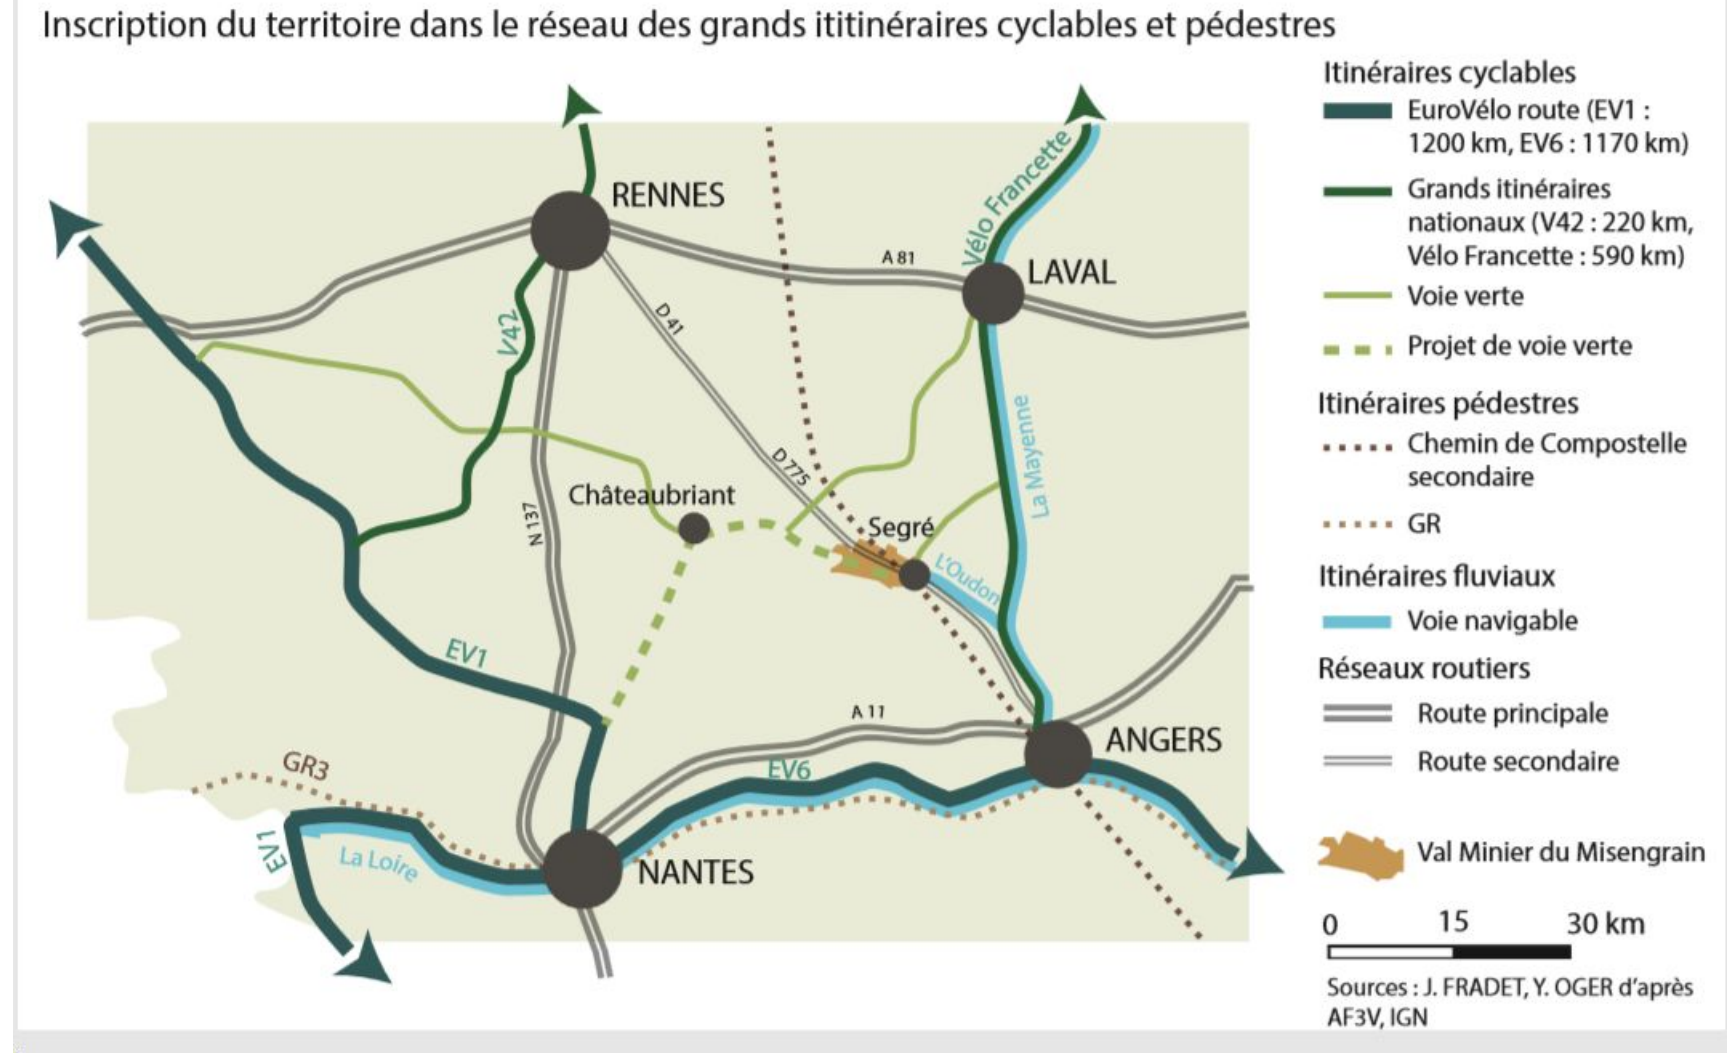 Inscription du territoire dans le réseau des grands ititinéraires cyclables et pédestres
RENNES
Vélo Francette
A 81
LAVAL
D 41
V42
La Mayenne
D 775
Châteaubriant
N 137
Segré
L'Oudon
EV1
A 11
ANGERS
GR3
EV6
EV1
La Loire
NANTES
Itinéraires cyclables
EuroVélo route (EV1 :
1200 km, EV6 : 1170 km)
Grands itinéraires
nationaux (V42 : 220 km,
Vélo Francette : 590 km)
Voie verte
Projet de voie verte
Itinéraires pédestres
Chemin de Compostelle
secondaire
GR
Itinéraires fluviaux
Voie navigable
Réseaux routiers
Route principale
Route secondaire
Val Minier du Misengrain
0 15 30 km
Sources : J. FRADET, Y. OGER d'après
AF3V, IGN